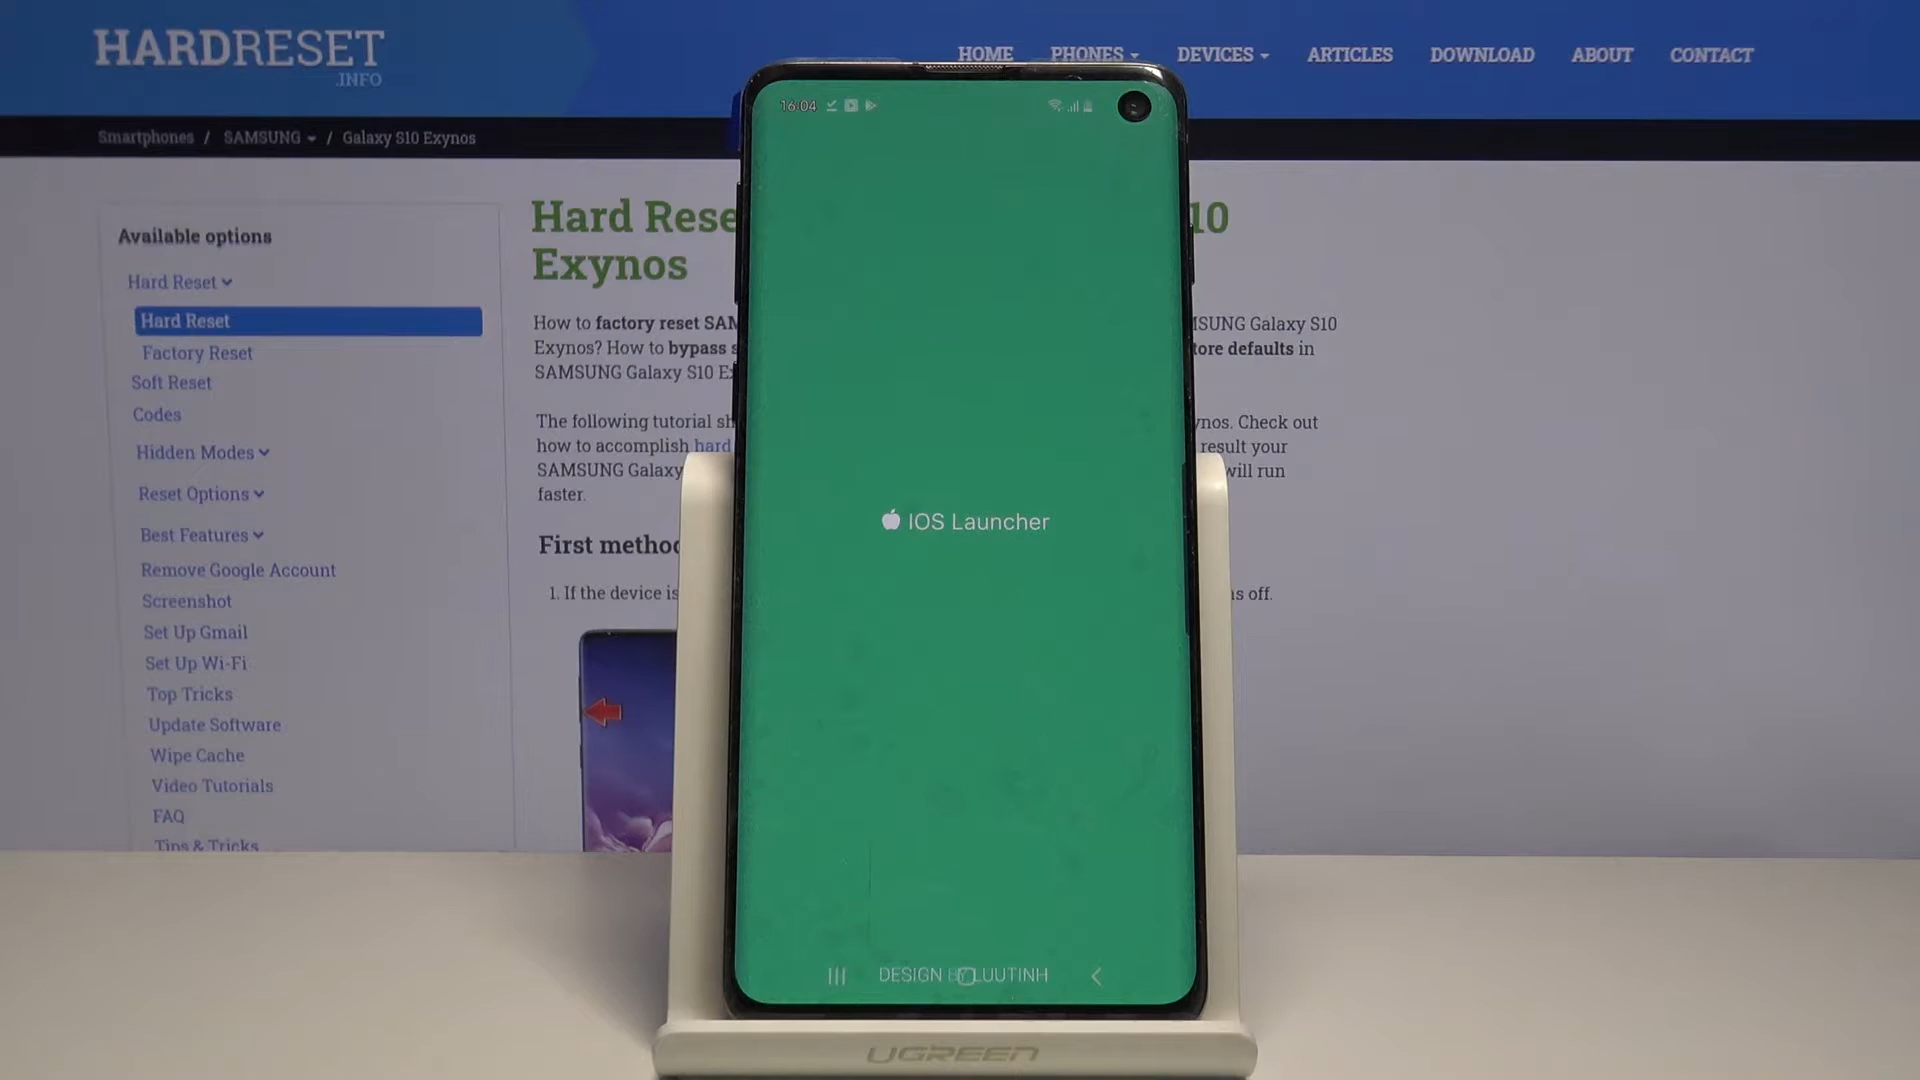 HARDRESET
.INFO
HOME PHONES DEVICES ARTICLES DOWNLOAD ABOUT CONTACT
Smartphones / SAMSUNG / Galaxy S10 Exynos
Available options
Hard Reset
Hard Reset
Factory Reset
Soft Reset
Codes
Hidden Modes
Reset Options
Best Features
Remove Google Account
Screenshot
Set Up Gmail
Set Up Wi-Fi
Top Tricks
Update Software
Wipe Cache
Video Tutorials
FAQ
Tips & Tricks
Hard Rese 10
Exynos
How to factory reset SAM SUNG Galaxy S10
Exynos? How to bypass s tore defaults in
SAMSUNG Galaxy S10 E
The following tutorial sh ynos. Check out
how to accomplish hard result your
SAMSUNG Galaxy will run
faster.
First metho
1. If the device is s off.
16:04
IOS Launcher
DESIGN BY LUUTINH
UGREEN